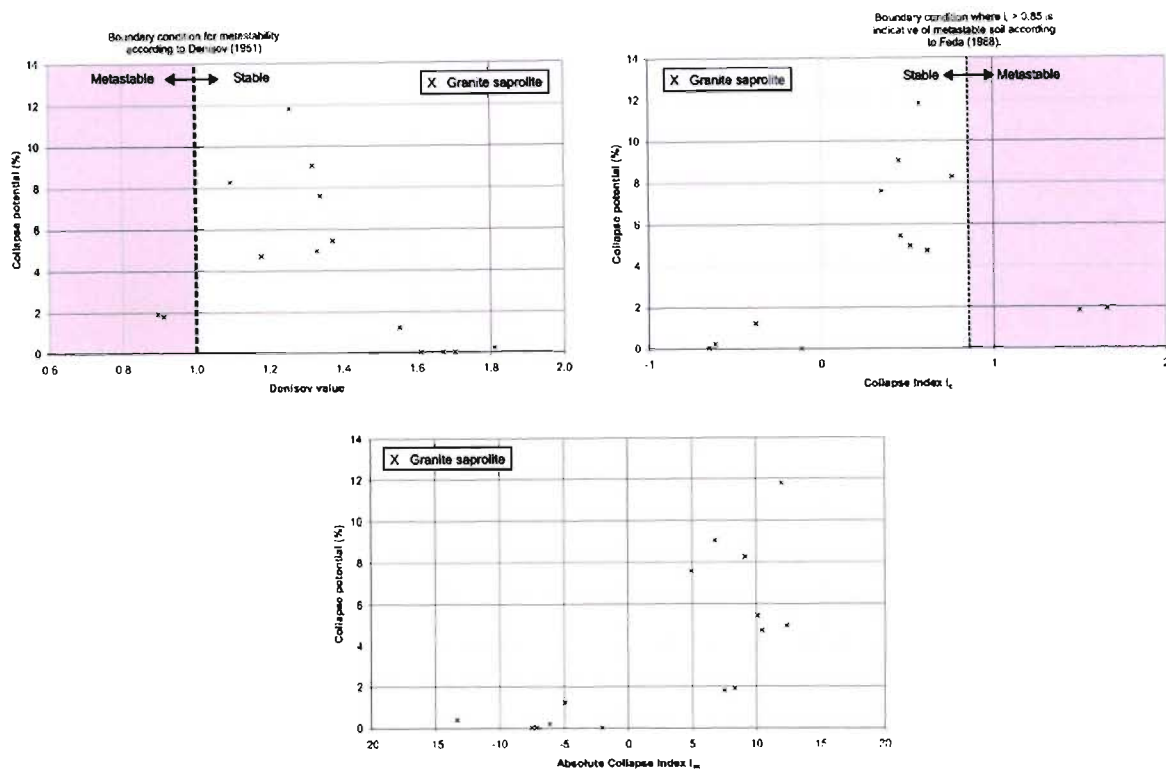 Boundary condition for metastability
according to Denisov (1951)
Metastable
Stable
X Granite saprolite
14
12
10
8
6
4
2
0
0.6 0.8 1.0 1.2 1.4 1.6 1.8 2.0
Collapse potential (%)
Denisov value
Boundary condition where I > 0.85 is
indicative of metastable soil according
to Feda (1988).
X Granite saprolite
Stable
Metastable
14
12
10
8
6
4
2
0
-1 0 1 2
Collapse potential (%)
Collapse Index Ic
X Granite saprolite
14
12
10
8
6
4
2
0
20 15 -10 -5 0 5 10 15 20
Collapse potential (%)
Absolute Collapse Index